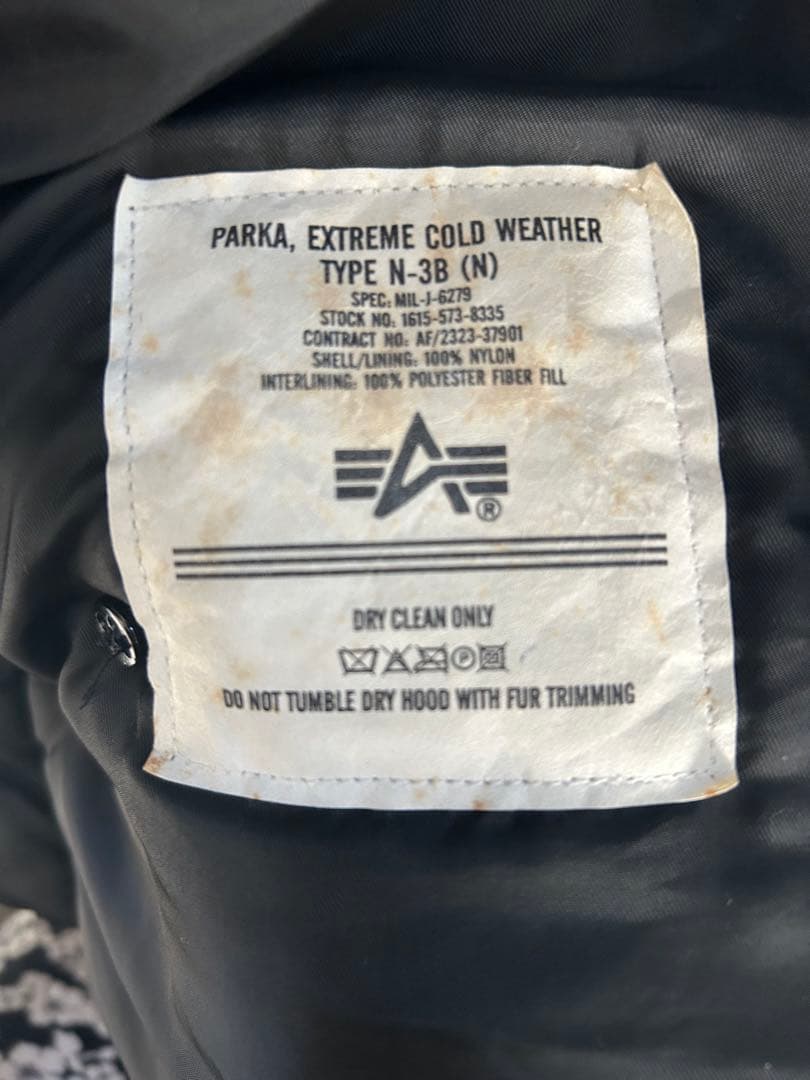 PARKA, EXTREME COLD WEATHER
TYPE N-3B (N)
SPEC: MIL-J-6279
STOCK NO: 1615-573-8335
CONTRACT NO: AF/2323-37901
SHELL/LINING: 100% NYLON
INTERLINING: 100% POLYESTER FIBER FILL
®
DRY CLEAN ONLY
P
DO NOT TUMBLE DRY HOOD WITH FUR TRIMMING